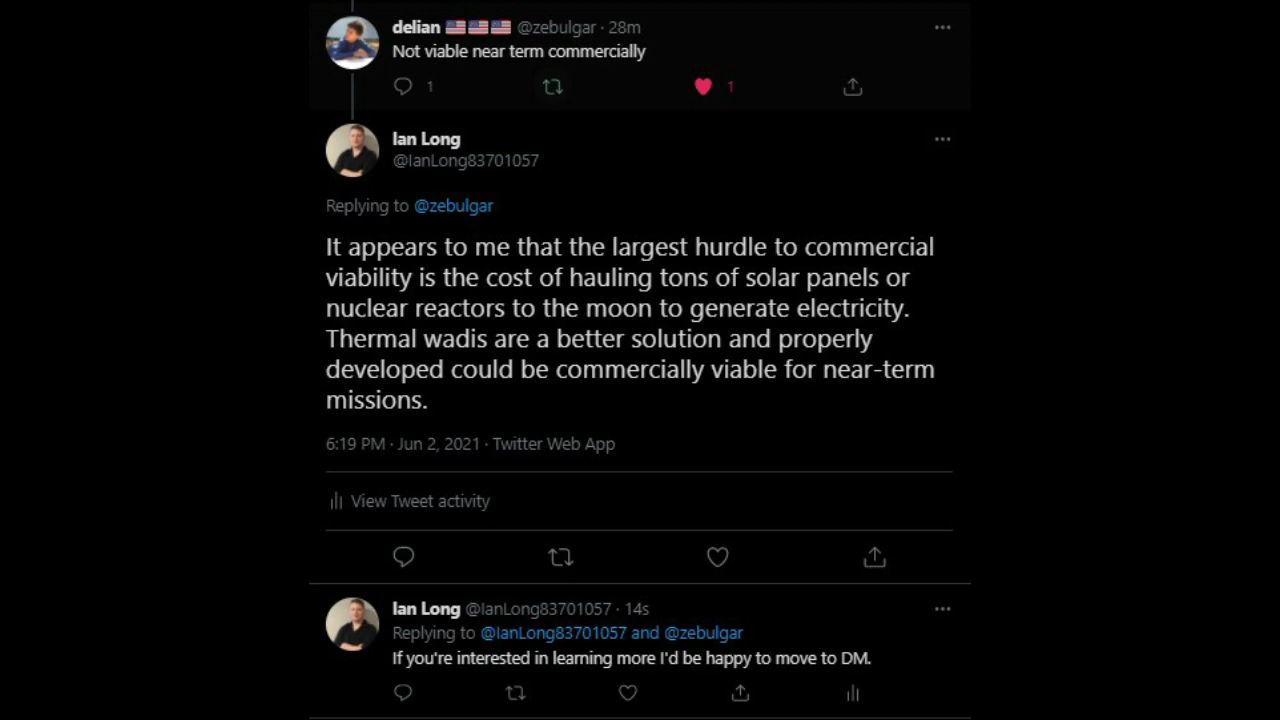 delian 🇺🇸🇺🇸🇺🇸 @zebulgar · 28m
Not viable near term commercially
1 1
Ian Long
@IanLong83701057
Replying to @zebulgar
It appears to me that the largest hurdle to commercial
viability is the cost of hauling tons of solar panels or
nuclear reactors to the moon to generate electricity.
Thermal wadis are a better solution and properly
developed could be commercially viable for near-term
missions.
6:19 PM · Jun 2, 2021 · Twitter Web App
View Tweet activity
Ian Long @IanLong83701057 · 14s
Replying to @IanLong83701057 and @zebulgar
If you're interested in learning more I'd be happy to move to DM.